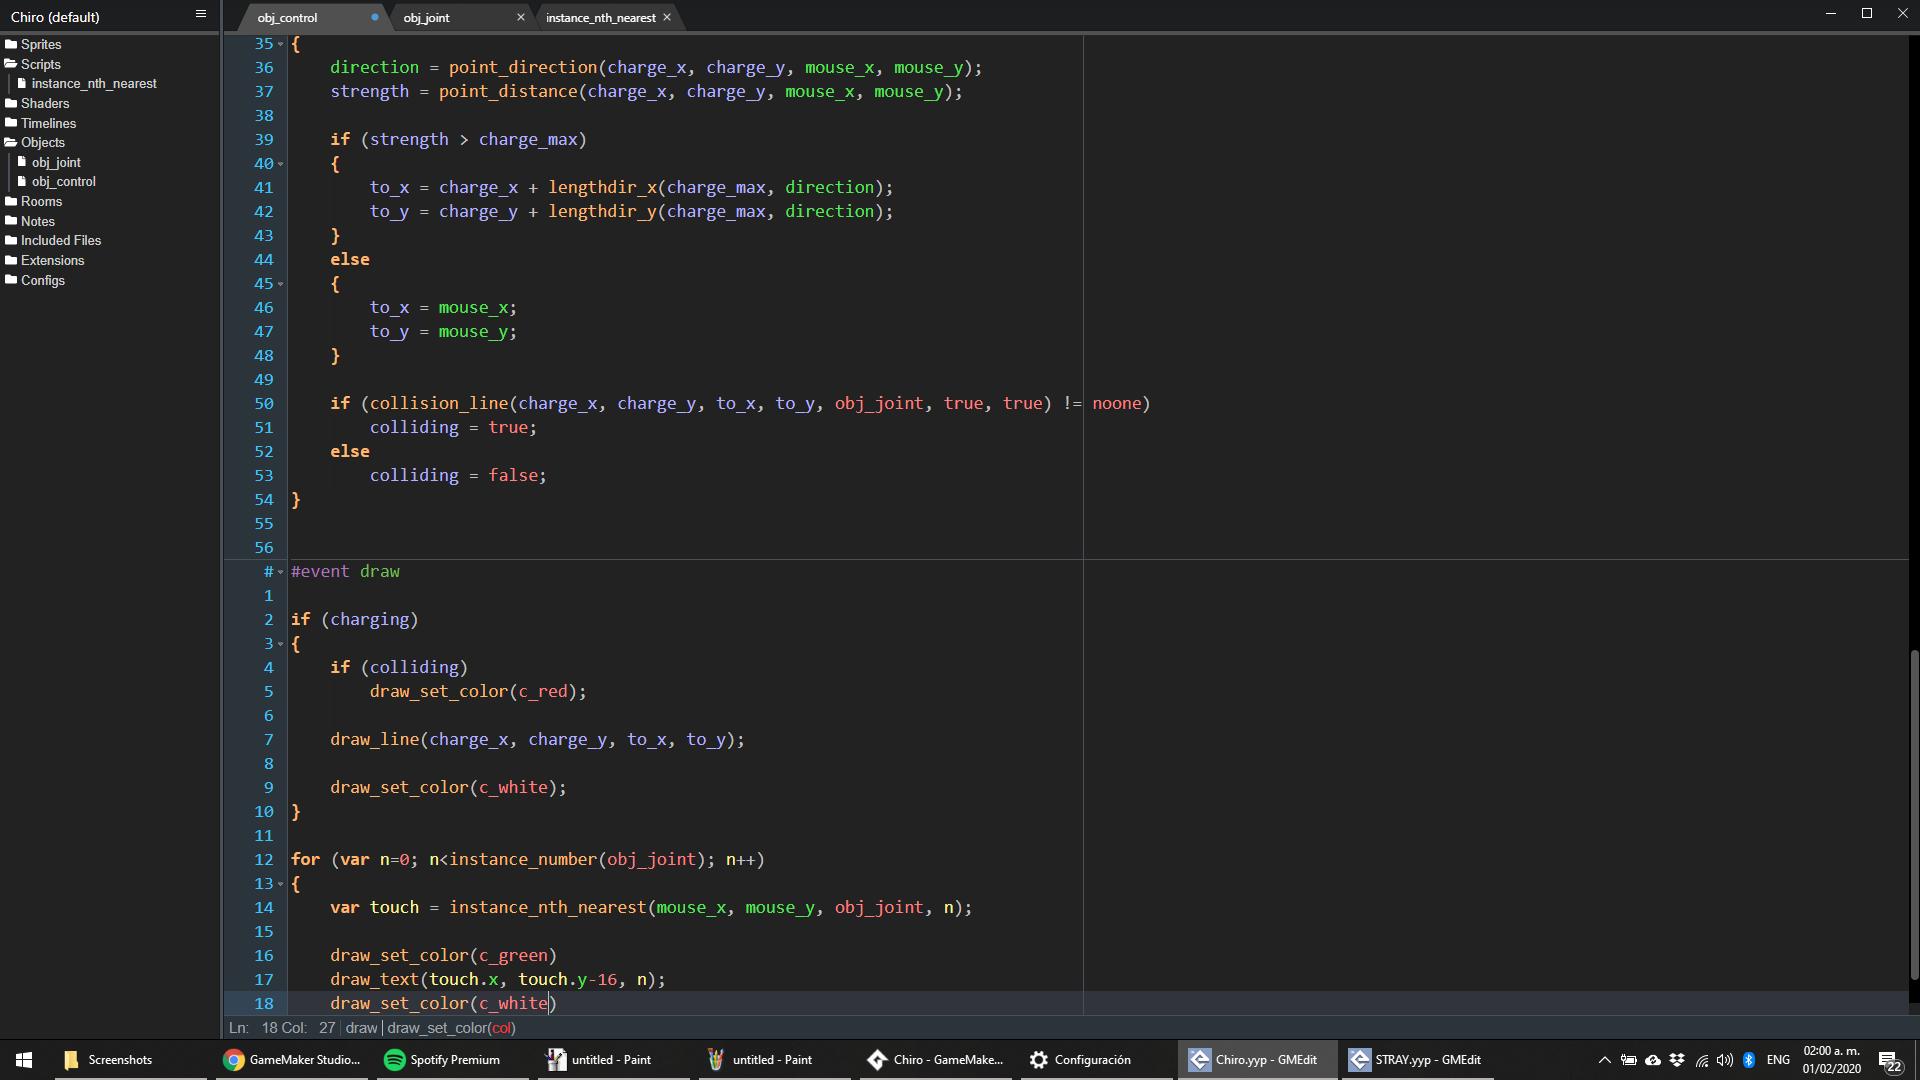 Chiro (default)
obj_control
obj_joint
instance_nth_nearest
Sprites
Scripts
instance_nth_nearest
Shaders
Timelines
Objects
obj_joint
obj_control
Rooms
Notes
Included Files
Extensions
Configs
35 {
36 direction = point_direction(charge_x, charge_y, mouse_x, mouse_y);
37 strength = point_distance(charge_x, charge_y, mouse_x, mouse_y);
38
39 if (strength > charge_max)
40 {
41 to_x = charge_x + lengthdir_x(charge_max, direction);
42 to_y = charge_y + lengthdir_y(charge_max, direction);
43 }
44 else
45 {
46 to_x = mouse_x;
47 to_y = mouse_y;
48 }
49
50 if (collision_line(charge_x, charge_y, to_x, to_y, obj_joint, true, true) != noone)
51 colliding = true;
52 else
53 colliding = false;
54 }
55
56
# #event draw
1
2 if (charging)
3 {
4 if (colliding)
5 draw_set_color(c_red);
6
7 draw_line(charge_x, charge_y, to_x, to_y);
8
9 draw_set_color(c_white);
10 }
11
12 for (var n=0; n<instance_number(obj_joint); n++)
13 {
14 var touch = instance_nth_nearest(mouse_x, mouse_y, obj_joint, n);
15
16 draw_set_color(c_green)
17 draw_text(touch.x, touch.y-16, n);
18 draw_set_color(c_white)
Ln: 18 Col: 27 draw draw_set_color(col)
Screenshots
GameMaker Studio...
Spotify Premium
untitled - Paint
untitled - Paint
Chiro - GameMake...
Configuración
Chiro.yyp - GMEdit
STRAY.yyp - GMEdit
ENG
02:00 a. m.
01/02/2020
22